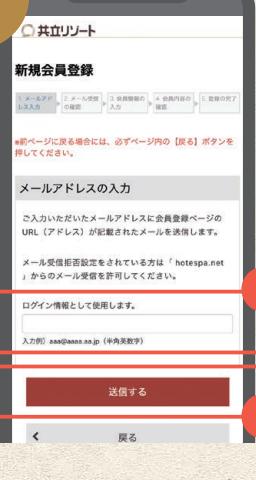 共立リゾート
新規会員登録
1. メールアドレス入力
2. メール受信の確認
3. 会員情報の入力
4. 会員内容の確認
5. 登録の完了
※前ページに戻る場合には、必ずページ内の【戻る】ボタンを
押してください。
メールアドレスの入力
ご入力いただいたメールアドレスに会員登録ページの
URL（アドレス）が記載されたメールを送信します。
メール受信拒否設定をされている方は「 hotespa.net
」からのメール受信を許可してください。
ログイン情報として使用します。
入力例）aaa@aaaa.aa.jp（半角英数字）
送信する
戻る